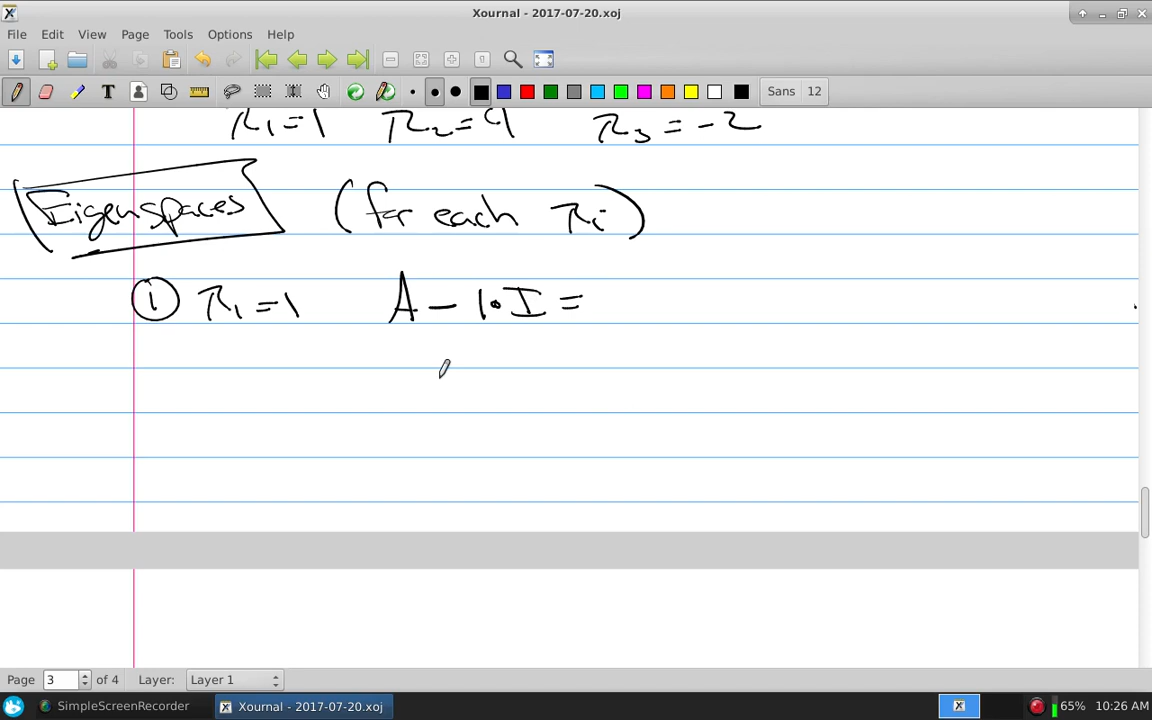 Xournal - 2017-07-20.xoj
File Edit View Page Tools Options Help
Sans 12
λ₁=1 λ₂=4 λ₃=-2
Eigenspaces (for each λi)
① λ₁=1 A - 1·I =
Page 3 of 4 Layer: Layer 1
SimpleScreenRecorder Xournal - 2017-07-20.xoj 65% 10:26 AM